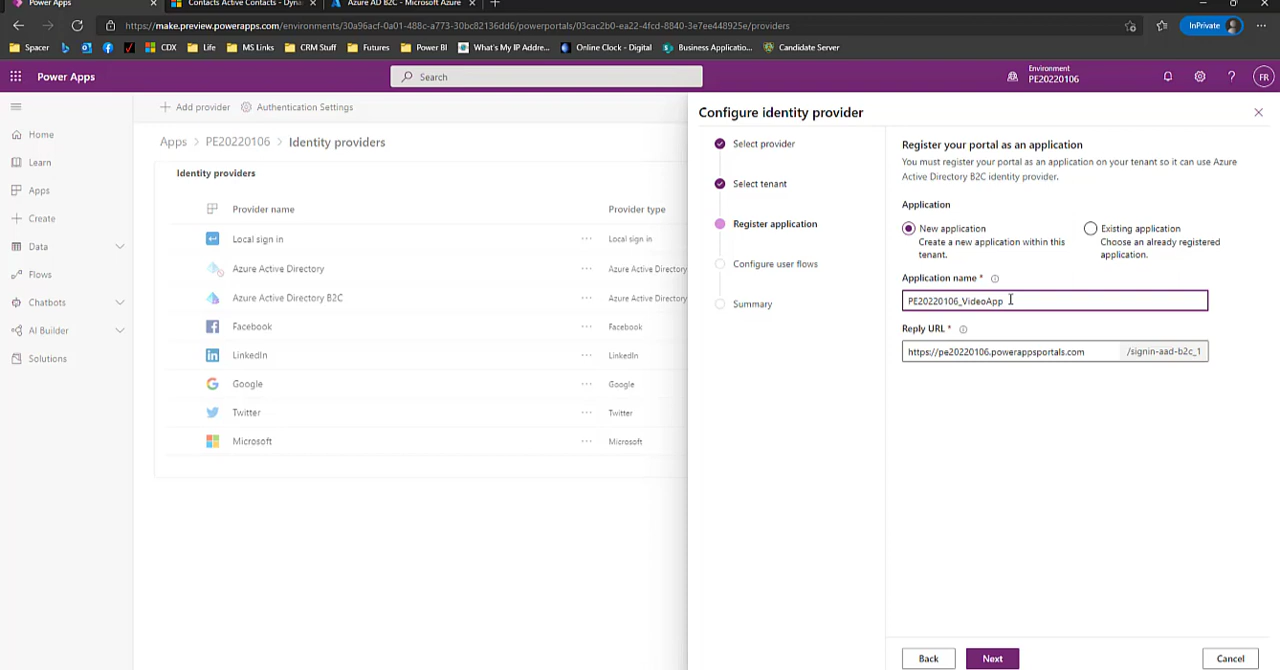 Power Apps
Contacts Active Contacts - Dyna
Azure AD B2C - Microsoft Azure
https://make.preview.powerapps.com/environments/30a96acf-0a01-488c-a773-30bc82136dd6/powerportals/03cac2b0-ea22-4fcd-8840-3e7ee448925e/providers
InPrivate
Spacer
CDX
Life
MS Links
CRM Stuff
Futures
Power BI
What's My IP Addre...
Online Clock - Digital
Business Applicatio...
Candidate Server
Power Apps
Search
Environment
PE20220106
FR
Home
Learn
Apps
Create
Data
Flows
Chatbots
AI Builder
Solutions
Add provider
Authentication Settings
Apps > PE20220106 > Identity providers
Identity providers
Provider name
Provider type
Local sign in
Local sign in
Azure Active Directory
Azure Active Directory
Azure Active Directory B2C
Azure Active Directory
Facebook
Facebook
LinkedIn
LinkedIn
Google
Google
Twitter
Twitter
Microsoft
Microsoft
Configure identity provider
Select provider
Select tenant
Register application
Configure user flows
Summary
Register your portal as an application
You must register your portal as an application on your tenant so it can use Azure
Active Directory B2C identity provider.
Application
New application
Create a new application within this
tenant.
Existing application
Choose an already registered
application.
Application name *
PE20220106_VideoApp
Reply URL *
https://pe20220106.powerappsportals.com
/signin-aad-b2c_1
Back
Next
Cancel